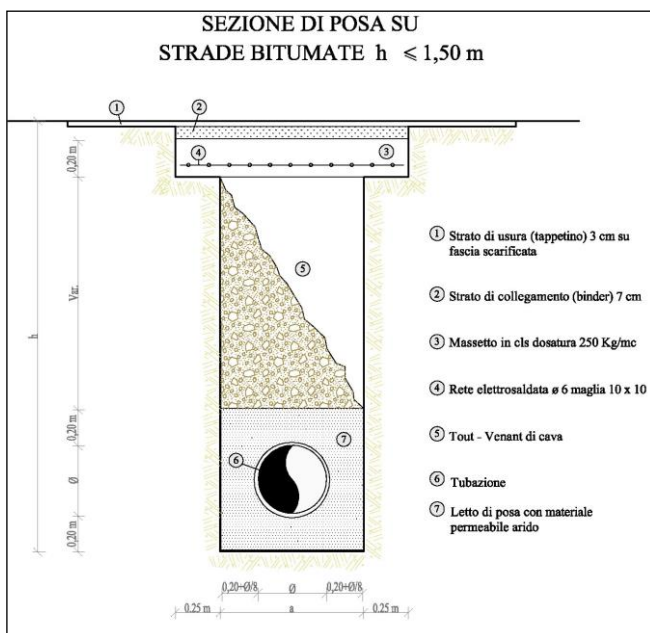 SEZIONE DI POSA SU
STRADE BITUMATE h ⩽ 1,50 m
1
2
4
3
0,20 m
Var.
h
5
0,20 m
7
6
Ø
0,20 m
0,20+Ø/8
Ø
0,20+Ø/8
0.25 m
a
0.25 m
1 Strato di usura (tappetino) 3 cm su
fascia scarificata
2 Strato di collegamento (binder) 7 cm
3 Massetto in cls dosatura 250 Kg/mc
4 Rete elettrosaldata ø 6 maglia 10 x 10
5 Tout - Venant di cava
6 Tubazione
7 Letto di posa con materiale
permeabile arido